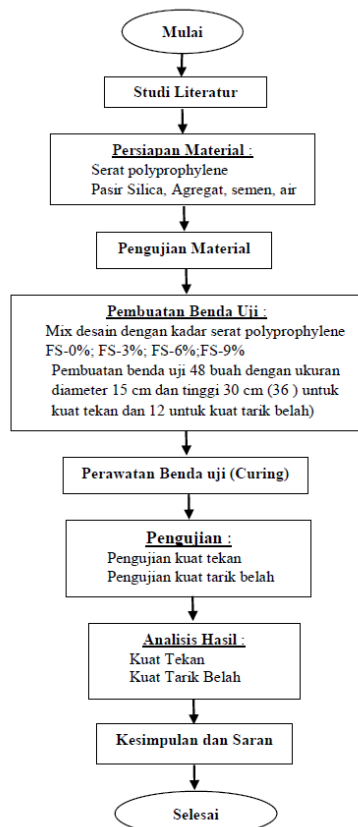 Mulai
Studi Literatur
Persiapan Material :
Serat polyprophylene
Pasir Silica, Agregat, semen, air
Pengujian Material
Pembuatan Benda Uji :
Mix desain dengan kadar serat polyprophylene
FS-0%; FS-3%; FS-6%;FS-9%
Pembuatan benda uji 48 buah dengan ukuran
diameter 15 cm dan tinggi 30 cm (36 ) untuk
kuat tekan dan 12 untuk kuat tarik belah)
Perawatan Benda uji (Curing)
Pengujian :
Pengujian kuat tekan
Pengujian kuat tarik belah
Analisis Hasil :
Kuat Tekan
Kuat Tarik Belah
Kesimpulan dan Saran
Selesai